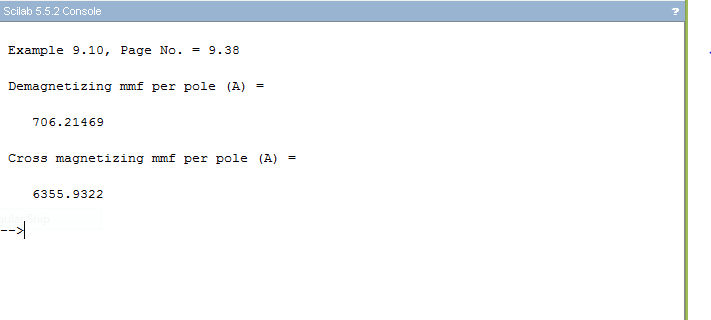 Scilab 5.5.2 Console ?
Example 9.10, Page No. = 9.38
Demagnetizing mmf per pole (A) =
706.21469
Cross magnetizing mmf per pole (A) =
6355.9322
-->